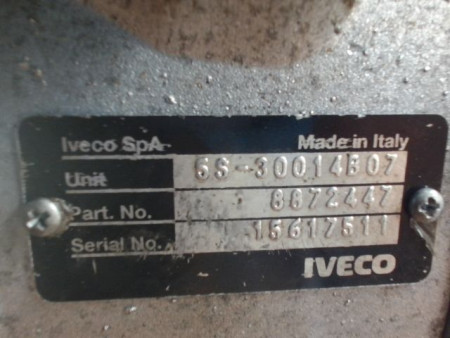 Iveco SpA Made in Italy
Unit 6S-30014B07
Part. No. 8872447
Serial No. 15617511
IVECO